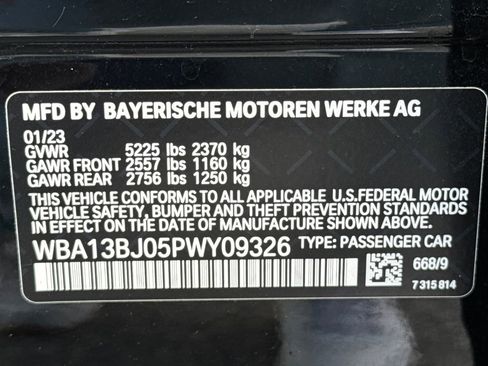 MFD BY BAYERISCHE MOTOREN WERKE AG
01/23
GVWR 5225 lbs 2370 kg
GAWR FRONT 2557 lbs 1160 kg
GAWR REAR 2756 lbs 1250 kg
THIS VEHICLE CONFORMS TO ALL APPLICABLE U.S.FEDERAL MOTOR
VEHICLE SAFETY, BUMPER AND THEFT PREVENTION STANDARDS
IN EFFECT ON THE DATE OF MANUFACTURE SHOWN ABOVE.
WBA13BJ05PWY09326 TYPE: PASSENGER CAR
668/9
7 315 814